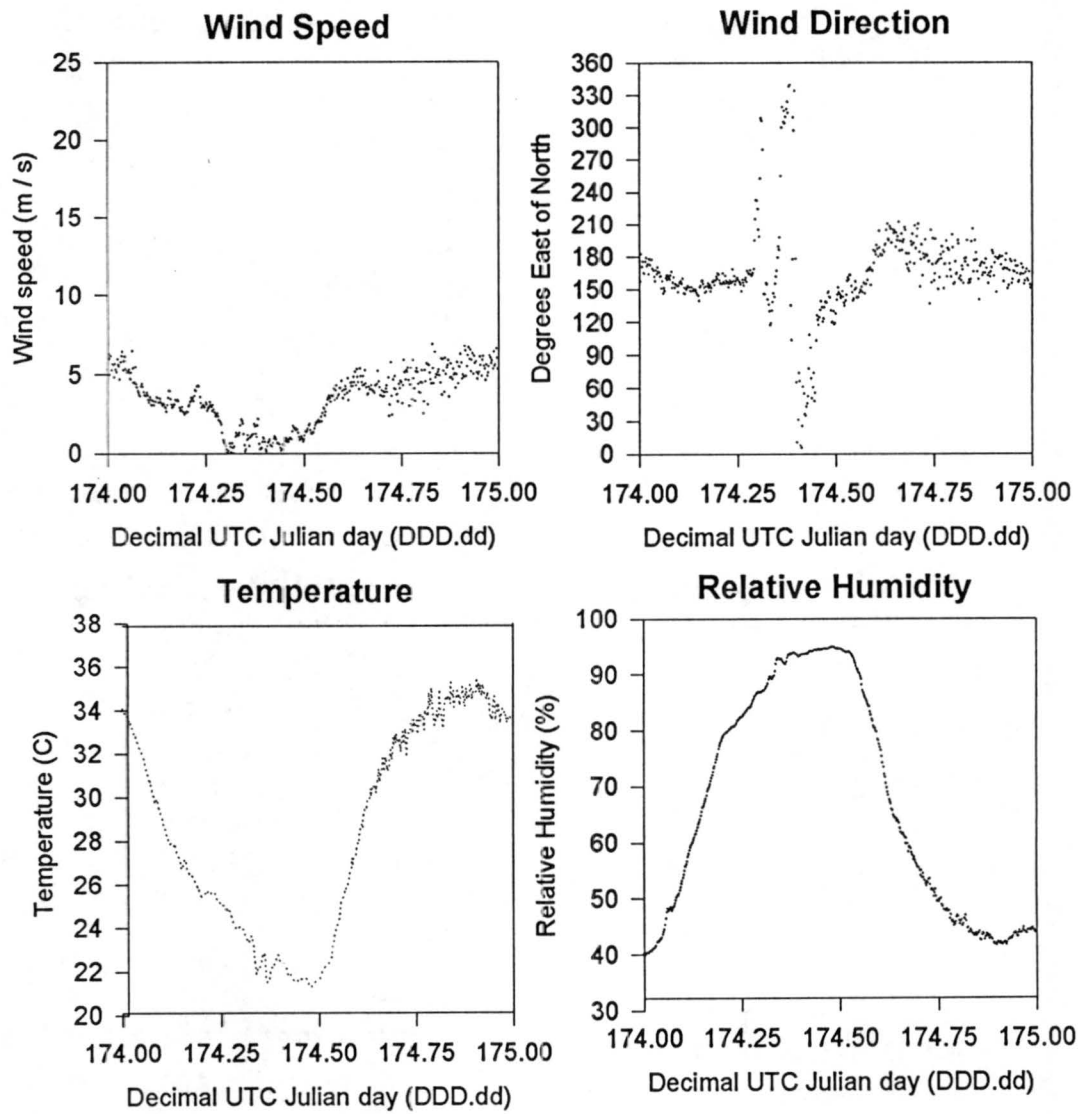 Wind Speed
Wind speed (m / s)
25
20
15
10
5
0
174.00 174.25 174.50 174.75 175.00
Decimal UTC Julian day (DDD.dd)
Wind Direction
Degrees East of North
360
330
300
270
240
210
180
150
120
90
60
30
0
174.00 174.25 174.50 174.75 175.00
Decimal UTC Julian day (DDD.dd)
Temperature
Temperature (C)
38
36
34
32
30
28
26
24
22
20
174.00 174.25 174.50 174.75 175.00
Decimal UTC Julian day (DDD.dd)
Relative Humidity
Relative Humidity (%)
100
90
80
70
60
50
40
30
174.00 174.25 174.50 174.75 175.00
Decimal UTC Julian day (DDD.dd)